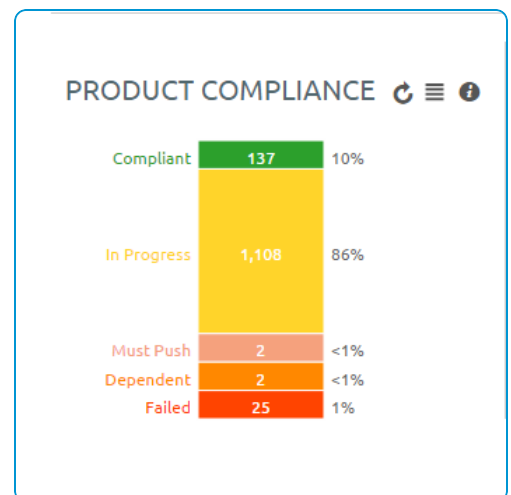 PRODUCT COMPLIANCE
Compliant 137 10%
In Progress 1,108 86%
Must Push 2 <1%
Dependent 2 <1%
Failed 25 1%